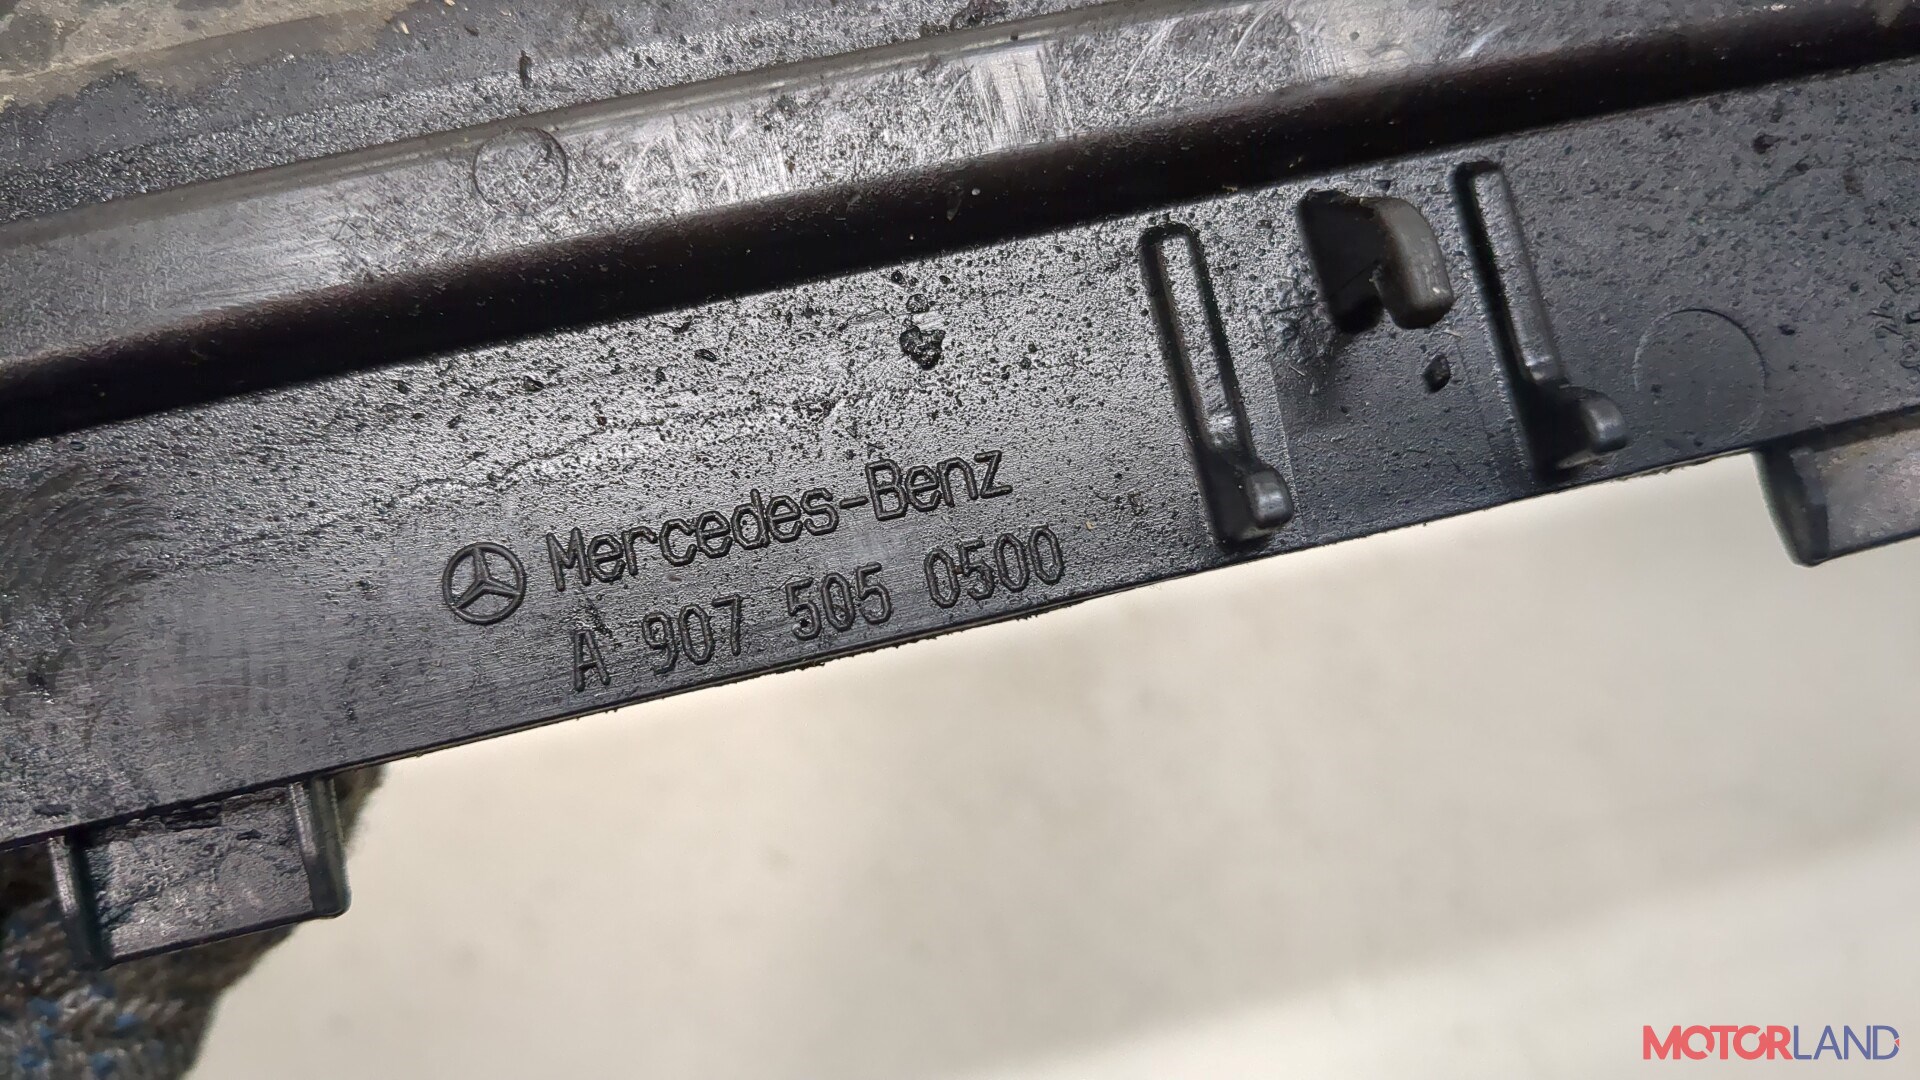 Mercedes-Benz
A 907 505 0500
MOTORLAND